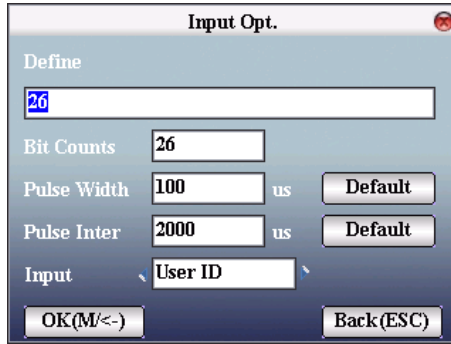 Input Opt.
Define
26
Bit Counts 26
Pulse Width 100 us Default
Pulse Inter 2000 us Default
Input User ID
OK(M/<-) Back(ESC)